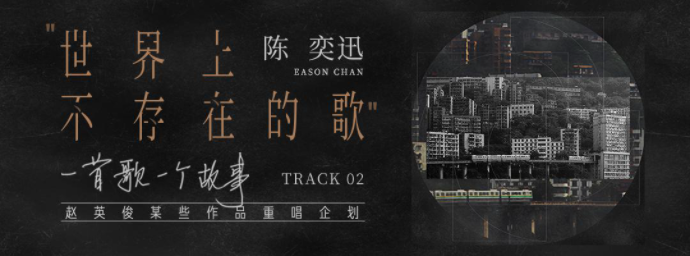 "世界上
不存在的歌"
陈奕迅
EASON CHAN
一首歌一个故事
TRACK 02
赵英俊某些作品重唱企划